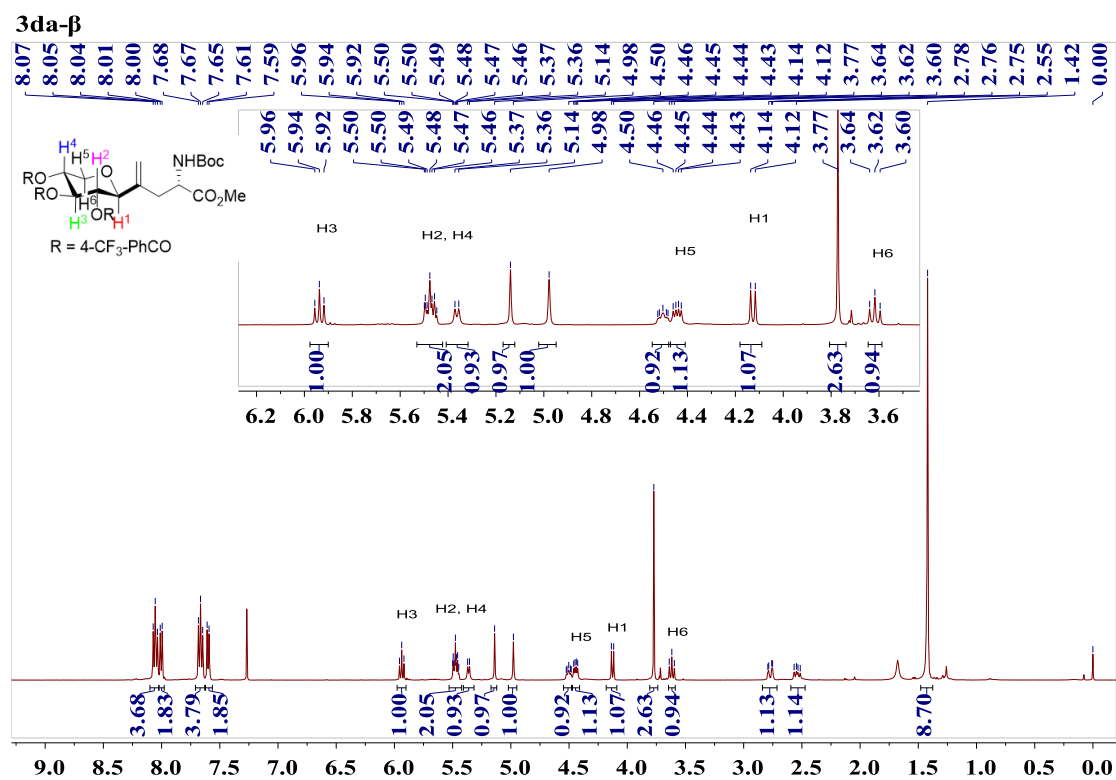 3da-β
8.07 8.05 8.04 8.01 8.00 7.68 7.67 7.65 7.61 7.59 5.96 5.94 5.92 5.50 5.50 5.49 5.48 5.47 5.46 5.37 5.36 5.14 4.98 4.50 4.46 4.45 4.44 4.43 4.14 4.12 3.77 3.64 3.62 3.60 2.78 2.76 2.75 2.55 1.42 0.00
5.96 5.94 5.92 5.50 5.50 5.49 5.48 5.47 5.46 5.37 5.36 5.14 4.98 4.50 4.46 4.45 4.44 4.43 4.14 4.12 3.77 3.64 3.62 3.60
H⁴
H⁵ H² O NHBoc
RO
RO H⁶ CO₂Me
OR
H³ H¹
R = 4-CF₃-PhCO
H3 H2, H4 H5 H1 H6
1.00 2.05 0.93 0.97 1.00 0.92 1.13 1.07 2.63 0.94
6.2 6.0 5.8 5.6 5.4 5.2 5.0 4.8 4.6 4.4 4.2 4.0 3.8 3.6
H3 H2, H4 H5 H1 H6
3.68 1.83 3.79 1.85 1.00 2.05 0.93 0.97 1.00 0.92 1.13 1.07 2.63 0.94 1.13 1.14 8.70
9.0 8.5 8.0 7.5 7.0 6.5 6.0 5.5 5.0 4.5 4.0 3.5 3.0 2.5 2.0 1.5 1.0 0.5 0.0